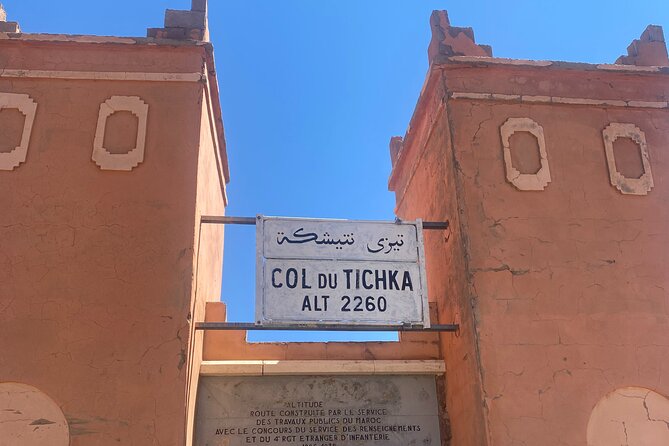 تيزي نتيشكة
COL DU TICHKA
ALT 2260
ALTITUDE
ROUTE CONSTRUITE PAR LE SERVICE
DES TRAVAUX PUBLICS DU MAROC
AVEC LE CONCOURS DU SERVICE DES RENSEIGNEMENTS
ET DU 4° RGT ETRANGER D'INFANTERIE